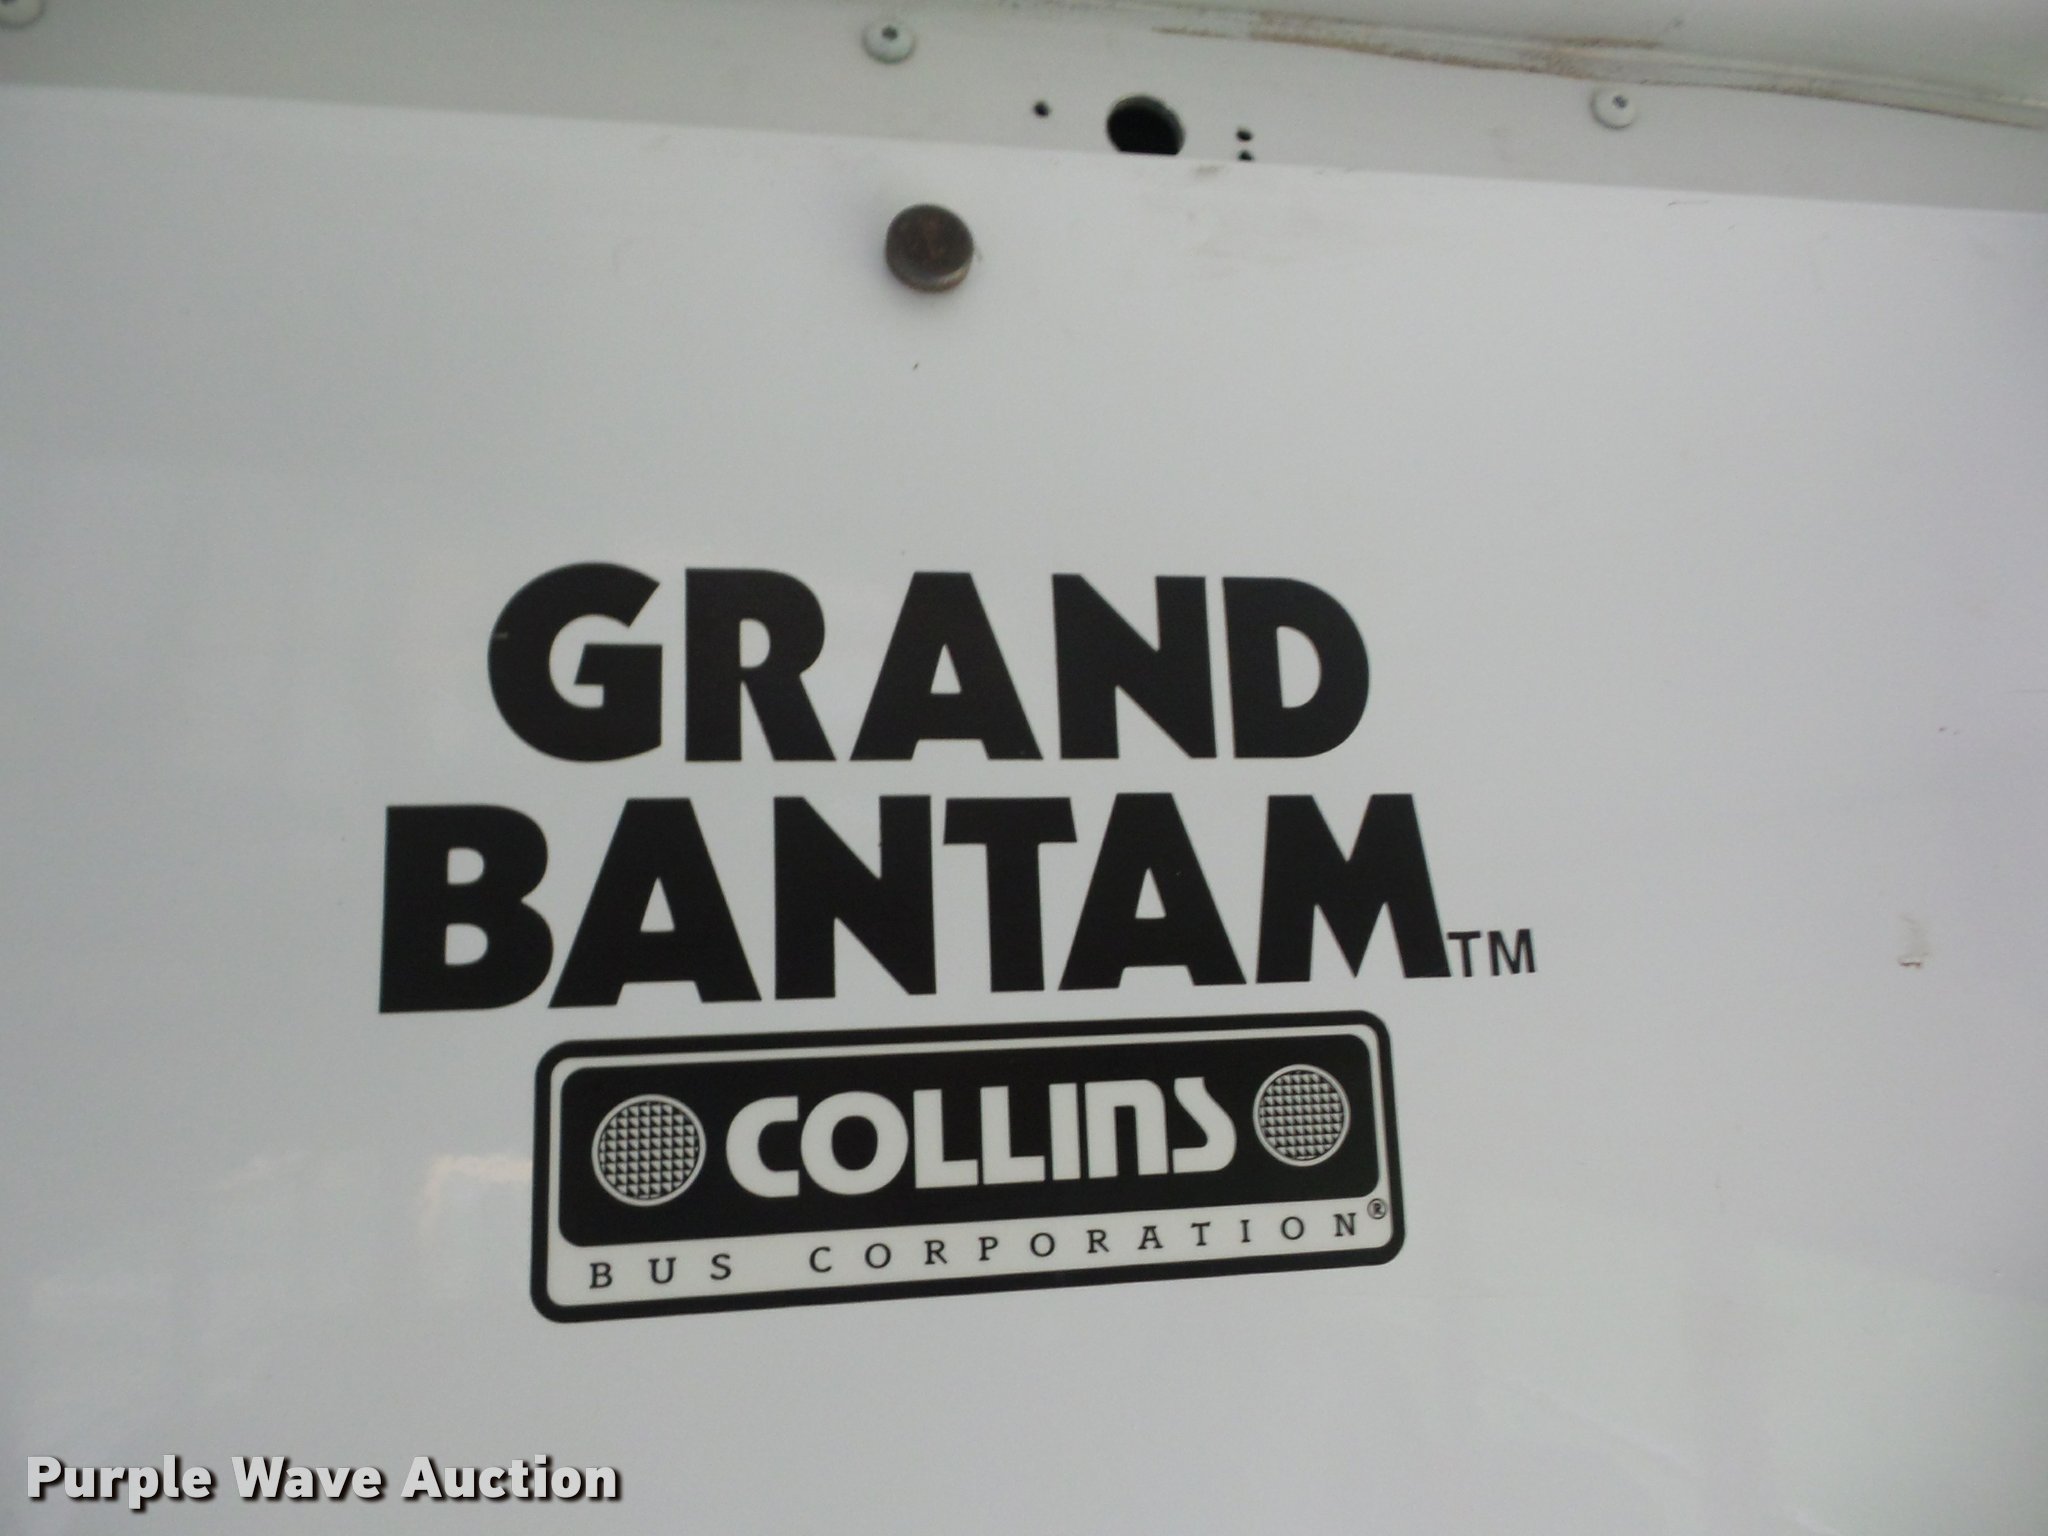 GRAND
BANTAM™
COLLINS
BUS CORPORATION®
Purple Wave Auction